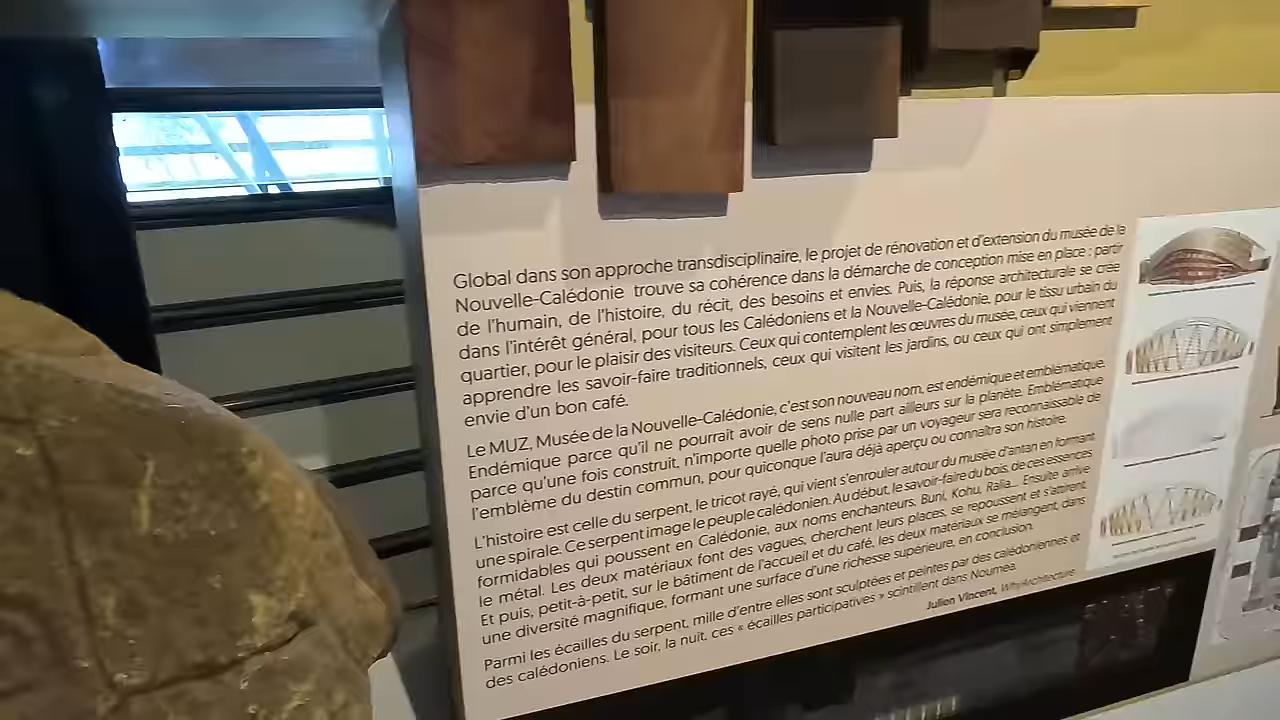 Global dans son approche transdisciplinaire, le projet de rénovation et d'extension du musée de la
Nouvelle-Calédonie trouve sa cohérence dans la démarche de conception mise en place : partir
de l'humain, de l'histoire, du récit, des besoins et envies. Puis, la réponse architecturale se crée
dans l'intérêt général, pour tous les Calédoniens et la Nouvelle-Calédonie, pour le tissu urbain du
quartier, pour le plaisir des visiteurs. Ceux qui contemplent les œuvres du musée, ceux qui viennent
apprendre les savoir-faire traditionnels, ceux qui visitent les jardins, ou ceux qui ont simplement
envie d'un bon café.
Le MUZ, Musée de la Nouvelle-Calédonie, c'est son nouveau nom, est endémique et emblématique.
Endémique parce qu'il ne pourrait avoir de sens nulle part ailleurs sur la planète. Emblématique
parce qu'une fois construit, n'importe quelle photo prise par un voyageur sera reconnaissable de
l'emblème du destin commun, pour quiconque l'aura déjà aperçu ou connaîtra son histoire.
L'histoire est celle du serpent, le tricot rayé, qui vient s'enrouler autour du musée d'antan en formant
une spirale. Ce serpent image le peuple calédonien. Au début, le savoir-faire du bois, de ces essences
formidables qui poussent en Calédonie, aux noms enchanteurs, Buni, Kohu, Ralia... Ensuite arrive
le métal. Les deux matériaux font des vagues, cherchent leurs places, se repoussent et s'attirent.
Et puis, petit-à-petit, sur le bâtiment de l'accueil et du café, les deux matériaux se mélangent, dans
une diversité magnifique, formant une surface d'une richesse supérieure, en conclusion.
Parmi les écailles du serpent, mille d'entre elles sont sculptées et peintes par des calédoniennes et
des calédoniens. Le soir, la nuit, ces « écailles participatives » scintillent dans Nouméa.
Julien Vincent, WhyArchitecture